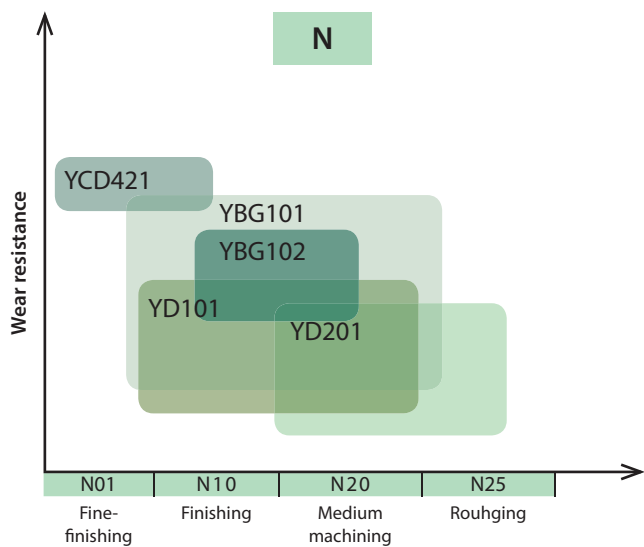 N
YCD421
YBG101
YBG102
YD101
YD201
Wear resistance
N01 N10 N20 N25
Fine- Finishing Medium Rouhging
finishing machining